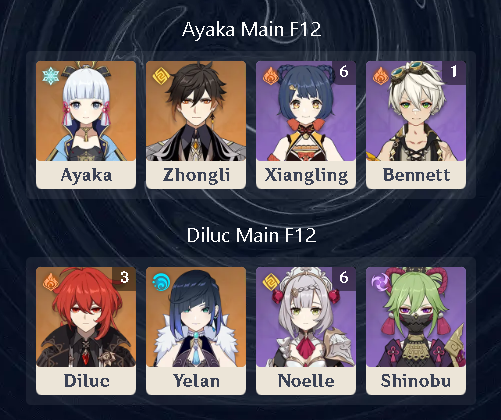 Ayaka Main F12
6 1
Ayaka Zhongli Xiangling Bennett
Diluc Main F12
3 6
Diluc Yelan Noelle Shinobu